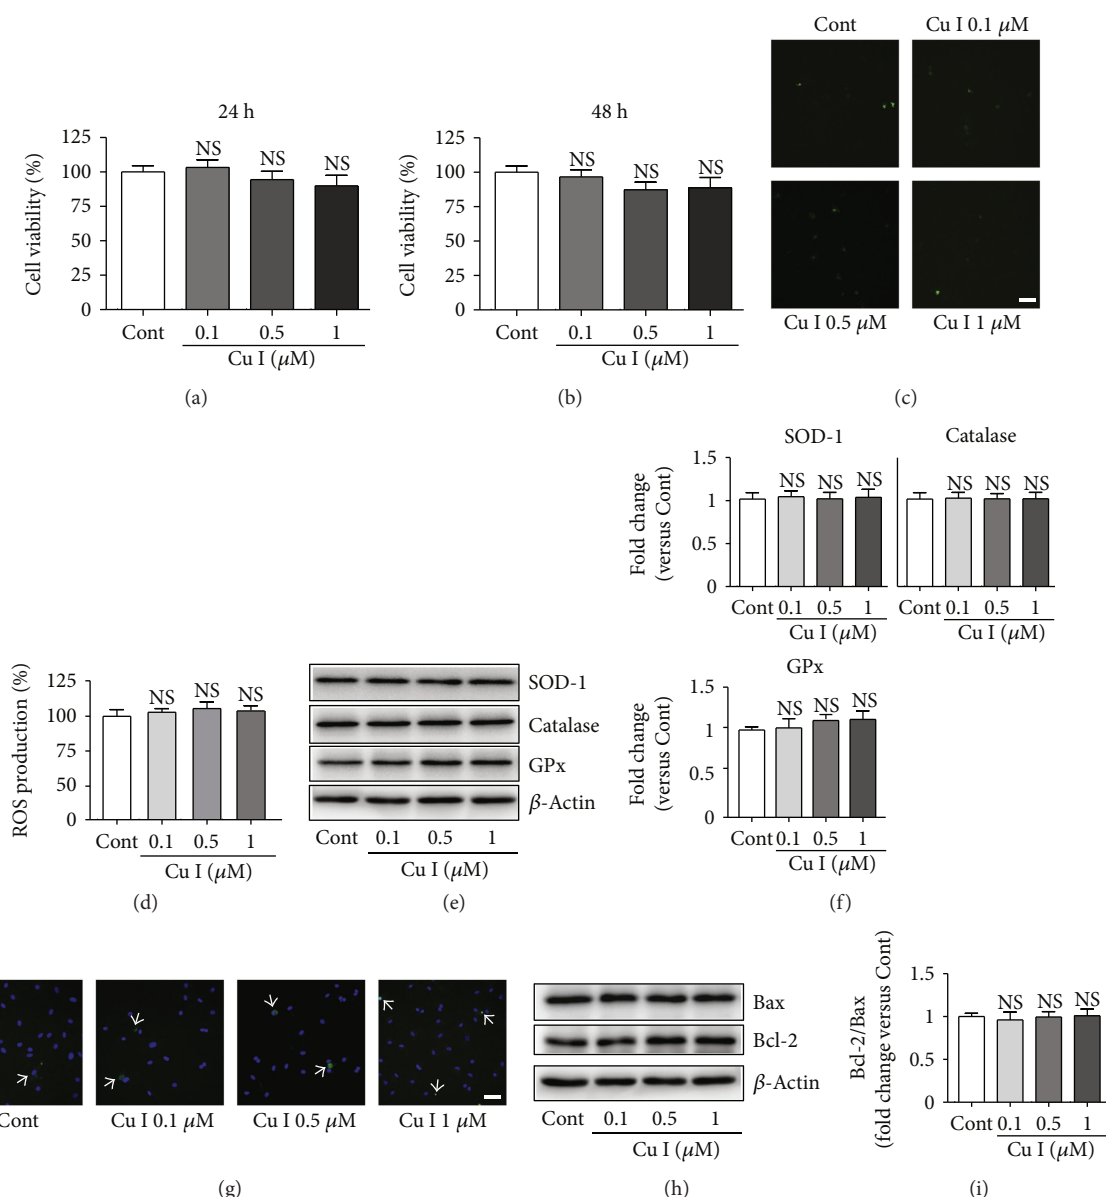 24 h
Cell viability (%)
125
100
75
50
25
0
NS
NS
NS
Cont
0.1
0.5
1
Cu I (μM)
(a)
48 h
Cell viability (%)
125
100
75
50
25
0
NS
NS
NS
Cont
0.1
0.5
1
Cu I (μM)
(b)
Cont
Cu I 0.1 μM
Cu I 0.5 μM
Cu I 1 μM
(c)
ROS production (%)
125
100
75
50
25
0
NS
NS
NS
Cont
0.1
0.5
1
Cu I (μM)
(d)
SOD-1
Catalase
GPx
β-Actin
Cont
0.1
0.5
1
Cu I (μM)
(e)
SOD-1
Fold change
(versus Cont)
1.5
1
0.5
0
NS
NS
NS
Cont
0.1
0.5
1
Cu I (μM)
Catalase
NS
NS
NS
Cont
0.1
0.5
1
Cu I (μM)
GPx
Fold change
(versus Cont)
1.5
1
0.5
0
NS
NS
NS
Cont
0.1
0.5
1
Cu I (μM)
(f)
Cont
Cu I 0.1 μM
Cu I 0.5 μM
Cu I 1 μM
(g)
Bax
Bcl-2
β-Actin
Cont
0.1
0.5
1
Cu I (μM)
(h)
Bcl-2/Bax
(fold change versus Cont)
1.5
1
0.5
0
NS
NS
NS
Cont
0.1
0.5
1
Cu I (μM)
(i)